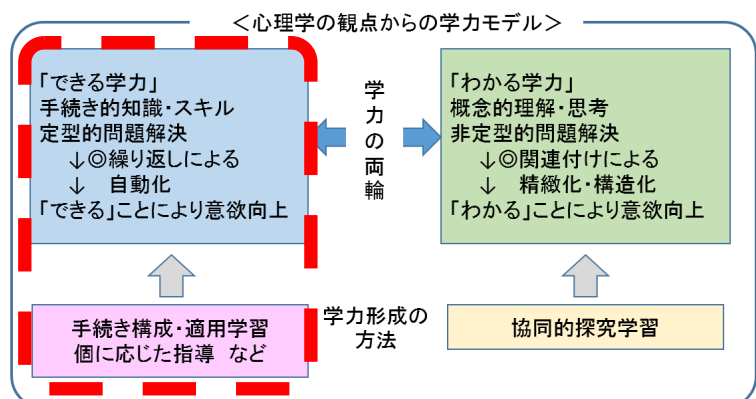 ＜心理学の観点からの学力モデル＞
「できる学力」
手続き的知識・スキル
定型的問題解決
↓◎繰り返しによる
↓　自動化
「できる」ことにより意欲向上
学力の両輪
「わかる学力」
概念的理解・思考
非定型的問題解決
↓◎関連付けによる
↓　精緻化・構造化
「わかる」ことにより意欲向上
手続き構成・適用学習
個に応じた指導　など
学力形成の
方法
協同的探究学習